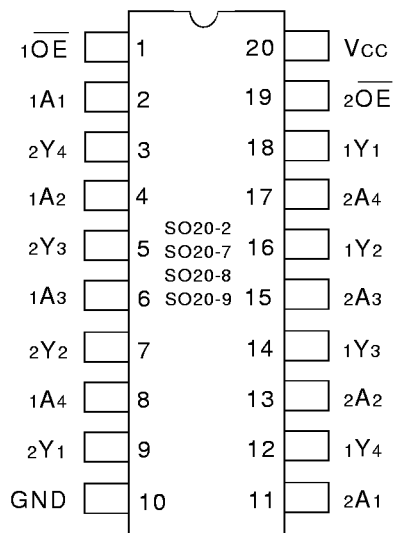 1O̅E̅ 1 20 Vcc
1A1 2 19 2O̅E̅
2Y4 3 18 1Y1
1A2 4 17 2A4
SO20-2
2Y3 5 SO20-7 16 1Y2
SO20-8
1A3 6 SO20-9 15 2A3
2Y2 7 14 1Y3
1A4 8 13 2A2
2Y1 9 12 1Y4
GND 10 11 2A1